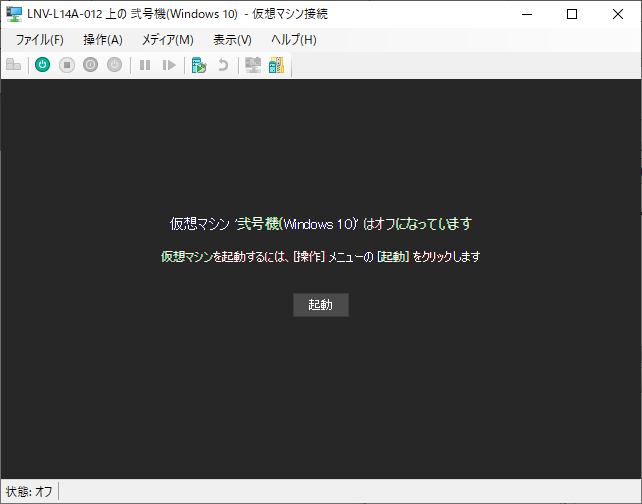 LNV-L14A-012 上の 弐号機(Windows 10) - 仮想マシン接続
ファイル(F) 操作(A) メディア(M) 表示(V) ヘルプ(H)
仮想マシン '弐号機(Windows 10)' はオフになっています
仮想マシンを起動するには、[操作] メニューの [起動] をクリックします
起動
状態: オフ